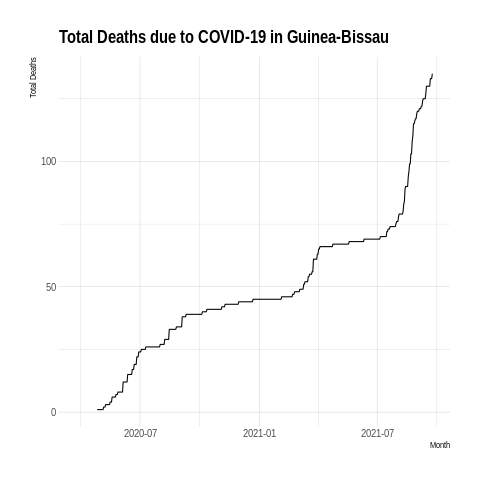 Total Deaths due to COVID-19 in Guinea-Bissau
Total Deaths
100
50
0
2020-07 2021-01 2021-07
Month